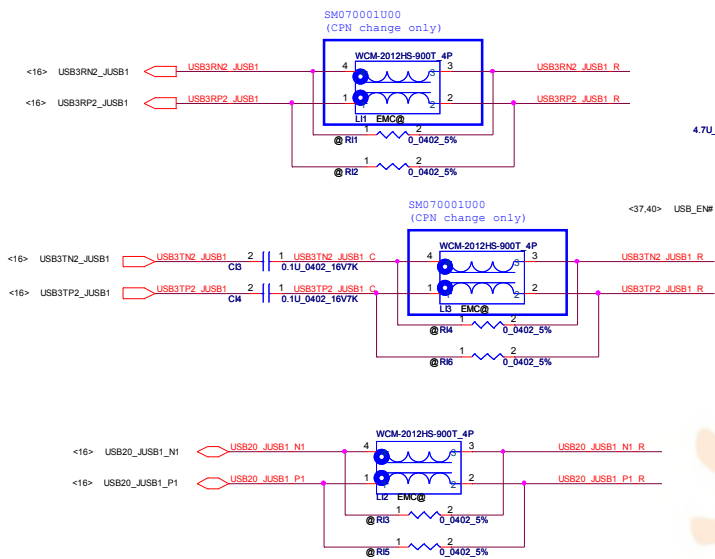 SM070001U00
(CPN change only)
WCM-2012HS-900T_4P
<16> USB3RN2_JUSB1 USB3RN2_JUSB1 4 3 3 USB3RN2_JUSB1_R
<16> USB3RP2_JUSB1 USB3RP2_JUSB1 1 2 2 USB3RP2_JUSB1_R
LI1 EMC@
1 2
@ RI1 0_0402_5%
4.7U_
1 2
@ RI2 0_0402_5%
SM070001U00
(CPN change only)
<37,40> USB_EN#
WCM-2012HS-900T_4P
<16> USB3TN2_JUSB1 USB3TN2_JUSB1 2 1 USB3TN2_JUSB1_C 4 3 3 USB3TN2_JUSB1_R
CI3 0.1U_0402_16V7K
<16> USB3TP2_JUSB1 USB3TP2_JUSB1 2 1 USB3TP2_JUSB1_C 1 2 2 USB3TP2_JUSB1_R
CI4 0.1U_0402_16V7K
LI3 EMC@
1 2
@ RI4 0_0402_5%
1 2
@ RI6 0_0402_5%
WCM-2012HS-900T_4P
<16> USB20_JUSB1_N1 USB20_JUSB1_N1 4 3 3 USB20_JUSB1_N1_R
<16> USB20_JUSB1_P1 USB20_JUSB1_P1 1 2 2 USB20_JUSB1_P1_R
LI2 EMC@
1 2
@ RI3 0_0402_5%
1 2
@ RI5 0_0402_5%